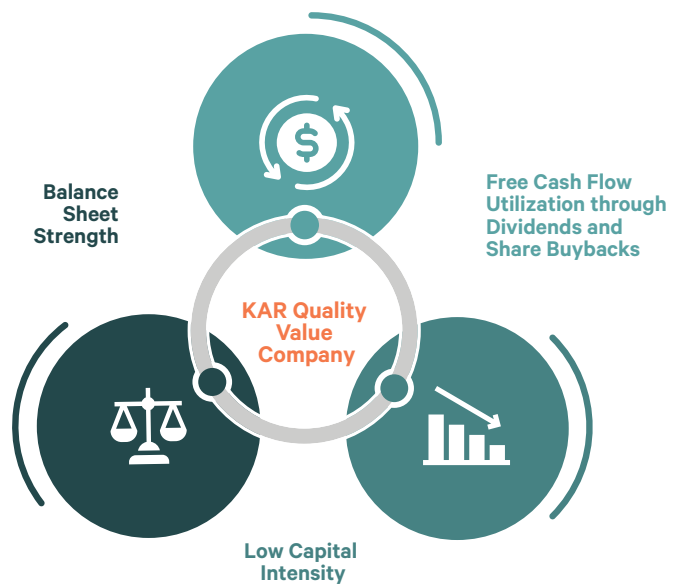 Balance
Sheet
Strength
Free Cash Flow
Utilization through
Dividends and
Share Buybacks
$
KAR Quality
Value
Company
Low Capital
Intensity